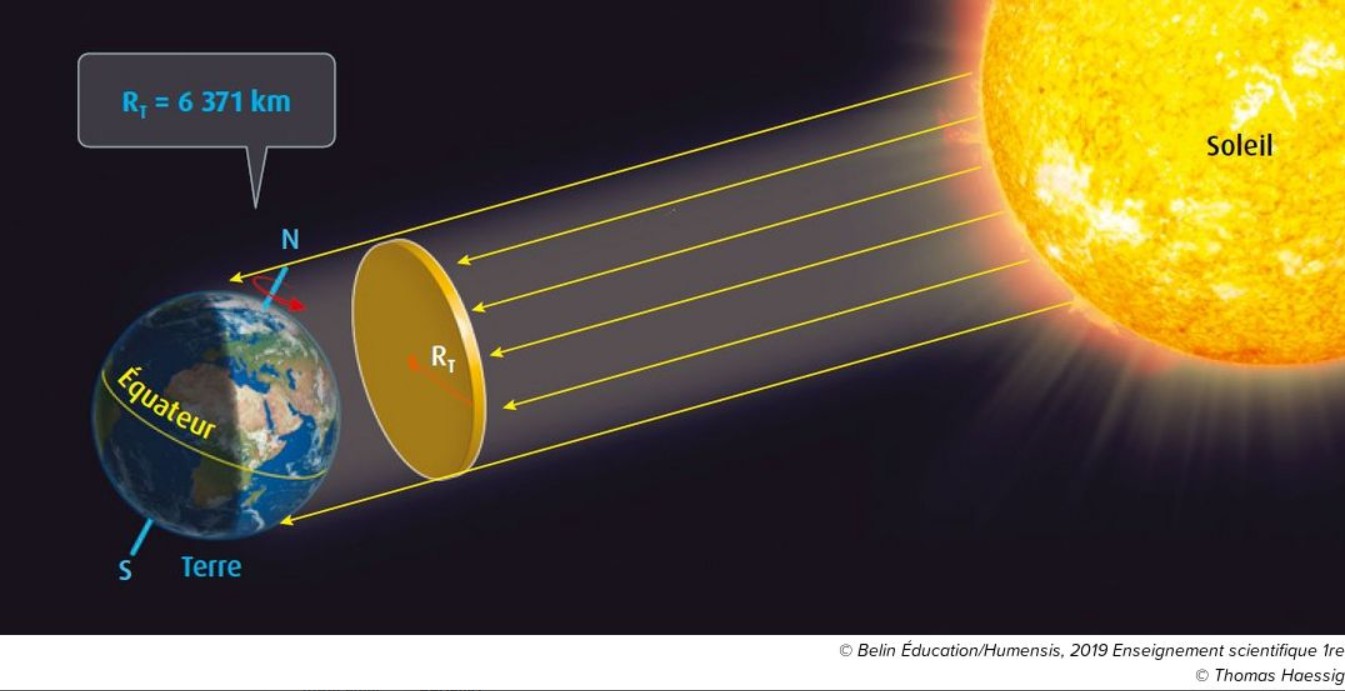 R_T = 6 371 km
Soleil
N
R_T
Équateur
S
Terre
© Belin Éducation/Humensis, 2019 Enseignement scientifique 1re
© Thomas Haessig